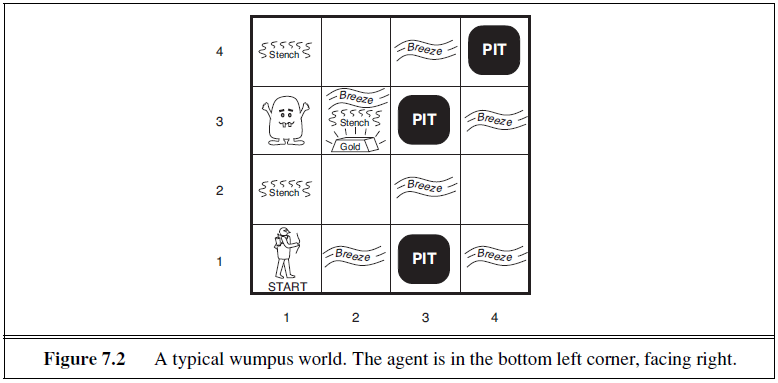 4 Stench Breeze PIT
3 Breeze PIT Breeze
Stench
Gold
2 Stench Breeze
1 Breeze PIT Breeze
START
1 2 3 4
Figure 7.2 A typical wumpus world. The agent is in the bottom left corner, facing right.